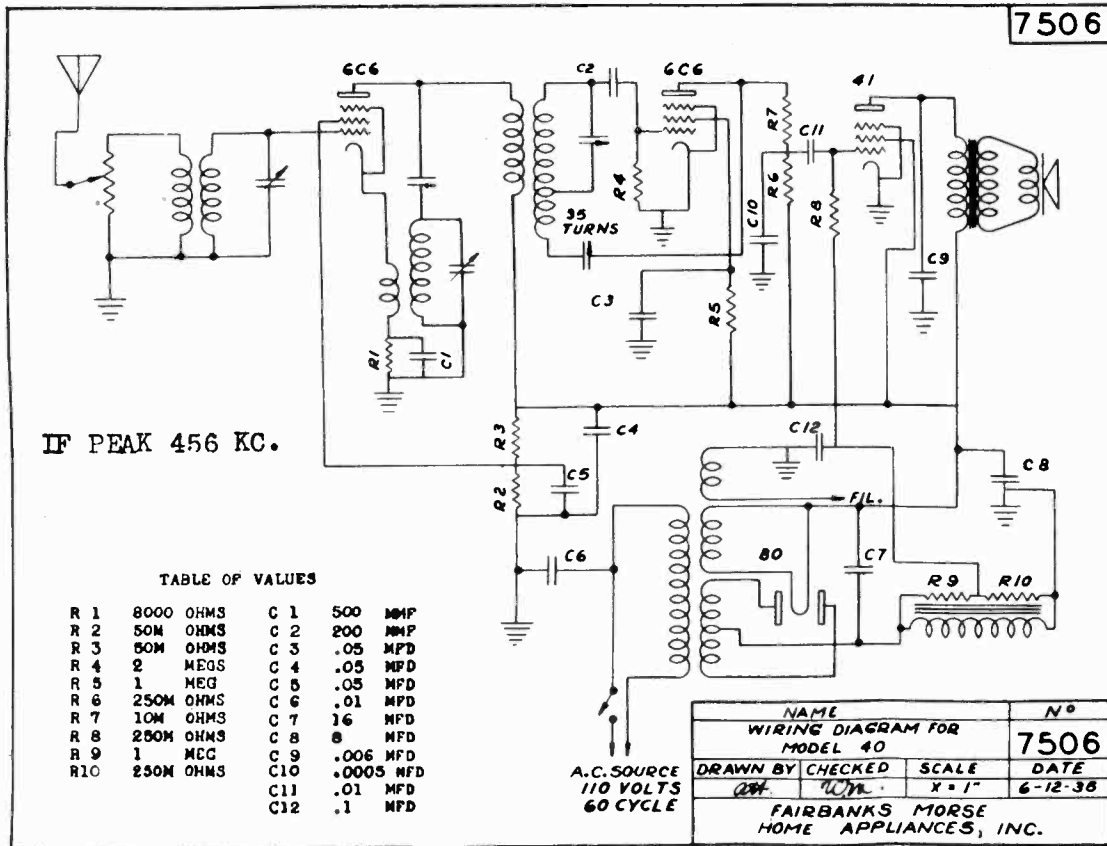 7506
6C6
C2
6C6
41
R7
C11
R4
R6
R8
C10
35
TURNS
C9
C3
R5
R1
C1
IF PEAK 456 KC.
R3
C4
C12
C5
R2
C8
FIL.
C6
80
C7
R9
R10
TABLE OF VALUES
R 1 8000 OHMS C 1 500 MMF
R 2 50M OHMS C 2 200 MMF
R 3 50M OHMS C 3 .05 MFD
R 4 2 MEGS C 4 .05 MFD
R 5 1 MEG C 5 .05 MFD
R 6 250M OHMS C 6 .01 MFD
R 7 10M OHMS C 7 16 MFD
R 8 250M OHMS C 8 8 MFD
R 9 1 MEG C 9 .006 MFD
R10 250M OHMS C10 .0005 MFD
C11 .01 MFD
C12 .1 MFD
A.C. SOURCE
110 VOLTS
60 CYCLE
NAME Nº
WIRING DIAGRAM FOR
MODEL 40
7506
DRAWN BY CHECKED SCALE DATE
X = 1" 6-12-36
FAIRBANKS MORSE
HOME APPLIANCES, INC.